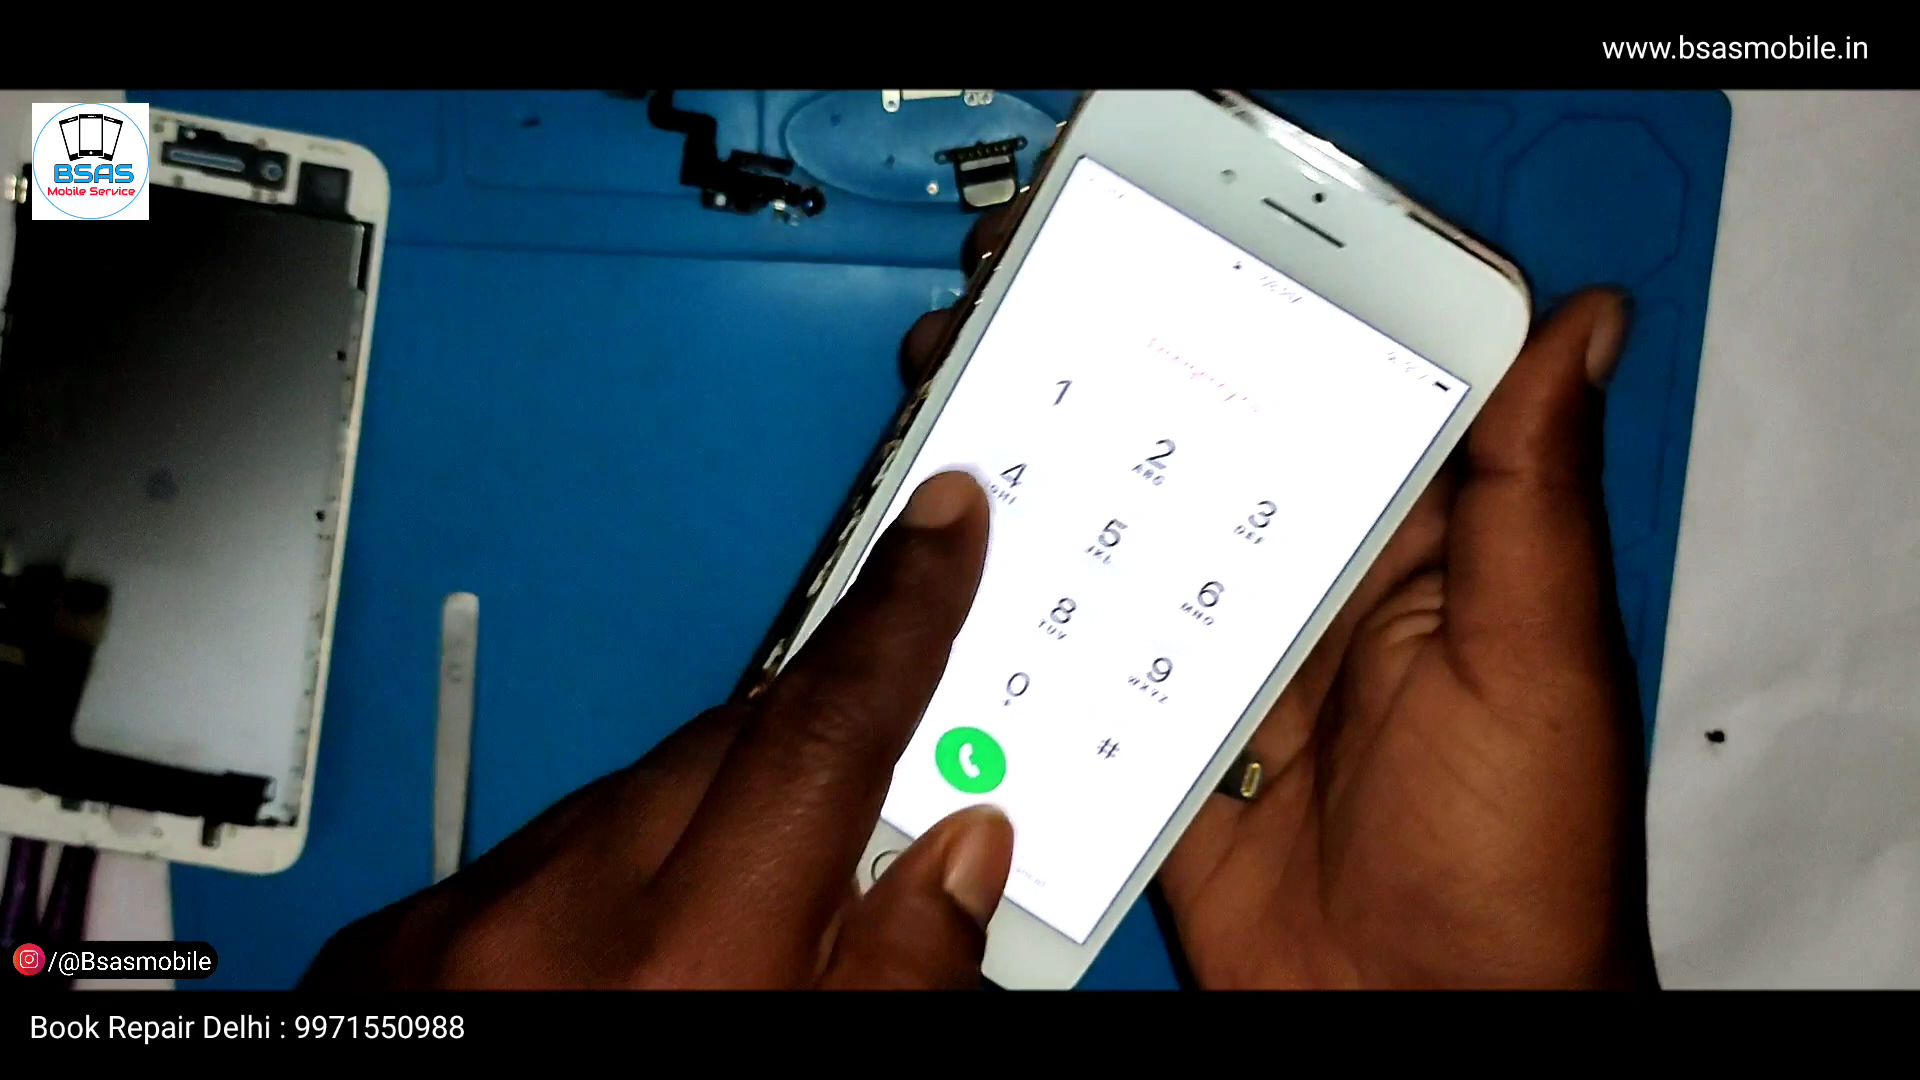 www.bsasmobile.in
BSAS
Mobile Service
1
2
ABC
3
DEF
4
GHI
5
JKL
6
MNO
8
TUV
9
WXYZ
0
+
#
/@Bsasmobile
Book Repair Delhi : 9971550988